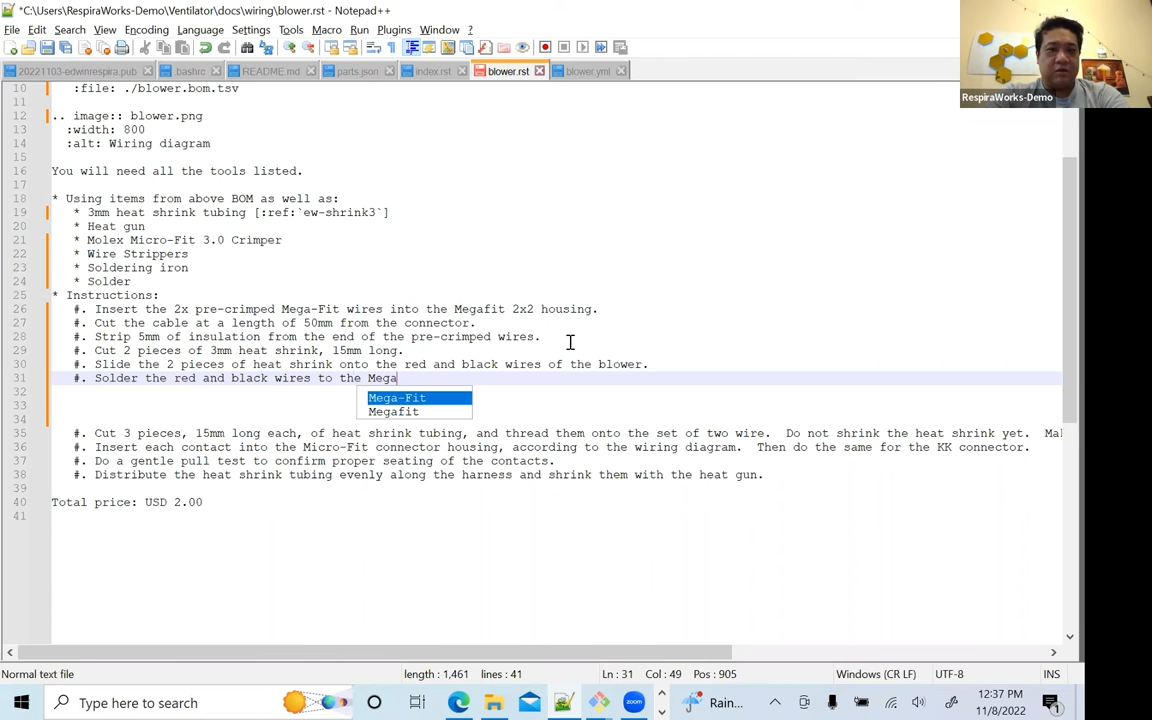 *C:\Users\RespiraWorks-Demo\Ventilator\docs\wiring\blower.rst - Notepad++
File Edit Search View Encoding Language Settings Tools Macro Run Plugins Window ?
20221103-edwinrespira.pub .bashrc README.md parts.json index.rst blower.rst blower.yml
RespiraWorks-Demo
10 :file: ./blower.bom.tsv
11
12 .. image:: blower.png
13 :width: 800
14 :alt: Wiring diagram
15
16 You will need all the tools listed.
17
18 * Using items from above BOM as well as:
19 * 3mm heat shrink tubing [:ref:`ew-shrink3`]
20 * Heat gun
21 * Molex Micro-Fit 3.0 Crimper
22 * Wire Strippers
23 * Soldering iron
24 * Solder
25 * Instructions:
26 #. Insert the 2x pre-crimped Mega-Fit wires into the Megafit 2x2 housing.
27 #. Cut the cable at a length of 50mm from the connector.
28 #. Strip 5mm of insulation from the end of the pre-crimped wires.
29 #. Cut 2 pieces of 3mm heat shrink, 15mm long.
30 #. Slide the 2 pieces of heat shrink onto the red and black wires of the blower.
31 #. Solder the red and black wires to the Mega
32 Mega-Fit
33 Megafit
34
35 #. Cut 3 pieces, 15mm long each, of heat shrink tubing, and thread them onto the set of two wire. Do not shrink the heat shrink yet. Mak
36 #. Insert each contact into the Micro-Fit connector housing, according to the wiring diagram. Then do the same for the KK connector.
37 #. Do a gentle pull test to confirm proper seating of the contacts.
38 #. Distribute the heat shrink tubing evenly along the harness and shrink them with the heat gun.
39
40 Total price: USD 2.00
41
Normal text file length : 1,461 lines : 41 Ln : 31 Col : 49 Pos : 905 Windows (CR LF) UTF-8 INS
Type here to search Rain... 12:37 PM
11/8/2022 1